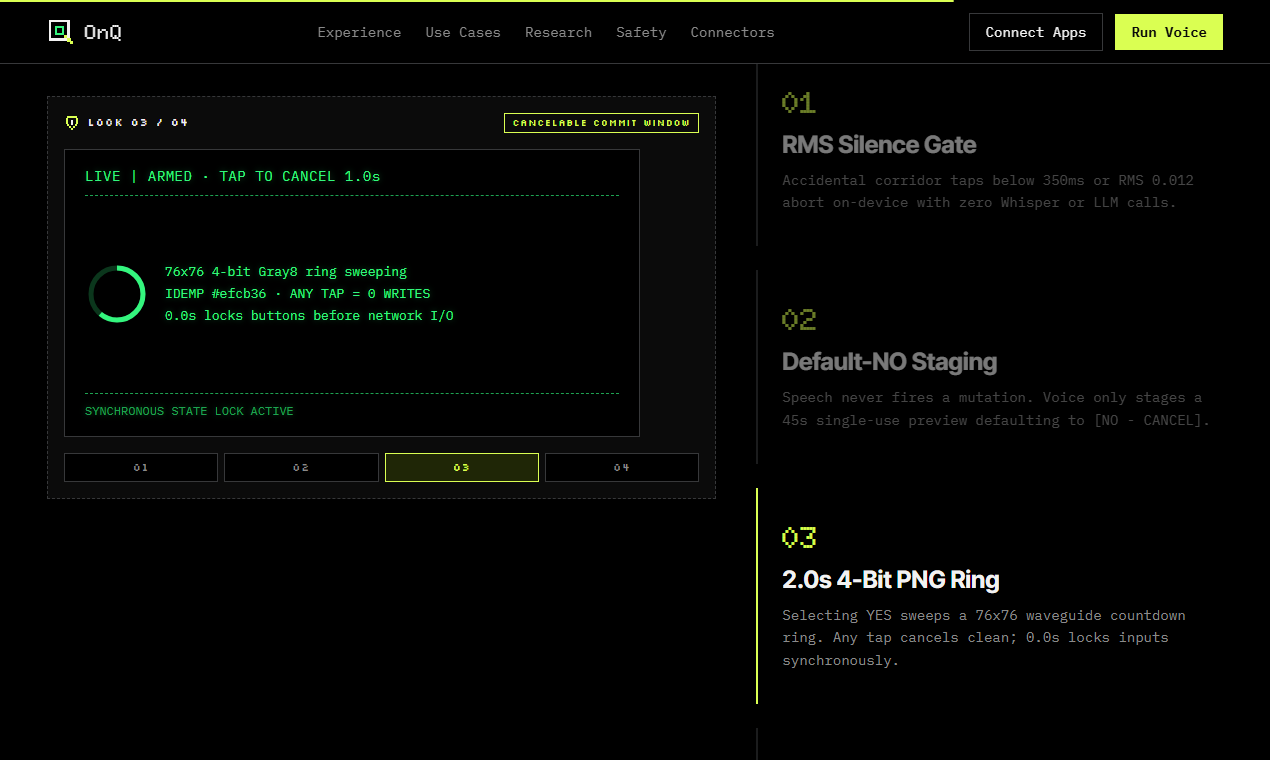 OnQ
Experience
Use Cases
Research
Safety
Connectors
Connect Apps
Run Voice
LOOK 03 / 04
CANCELABLE COMMIT WINDOW
LIVE | ARMED · TAP TO CANCEL 1.0s
76x76 4-bit Gray8 ring sweeping
IDEMP #efcb36 · ANY TAP = 0 WRITES
0.0s locks buttons before network I/O
SYNCHRONOUS STATE LOCK ACTIVE
01
02
03
04
01
RMS Silence Gate
Accidental corridor taps below 350ms or RMS 0.012
abort on-device with zero Whisper or LLM calls.
02
Default-NO Staging
Speech never fires a mutation. Voice only stages a
45s single-use preview defaulting to [NO - CANCEL].
03
2.0s 4-Bit PNG Ring
Selecting YES sweeps a 76x76 waveguide countdown
ring. Any tap cancels clean; 0.0s locks inputs
synchronously.